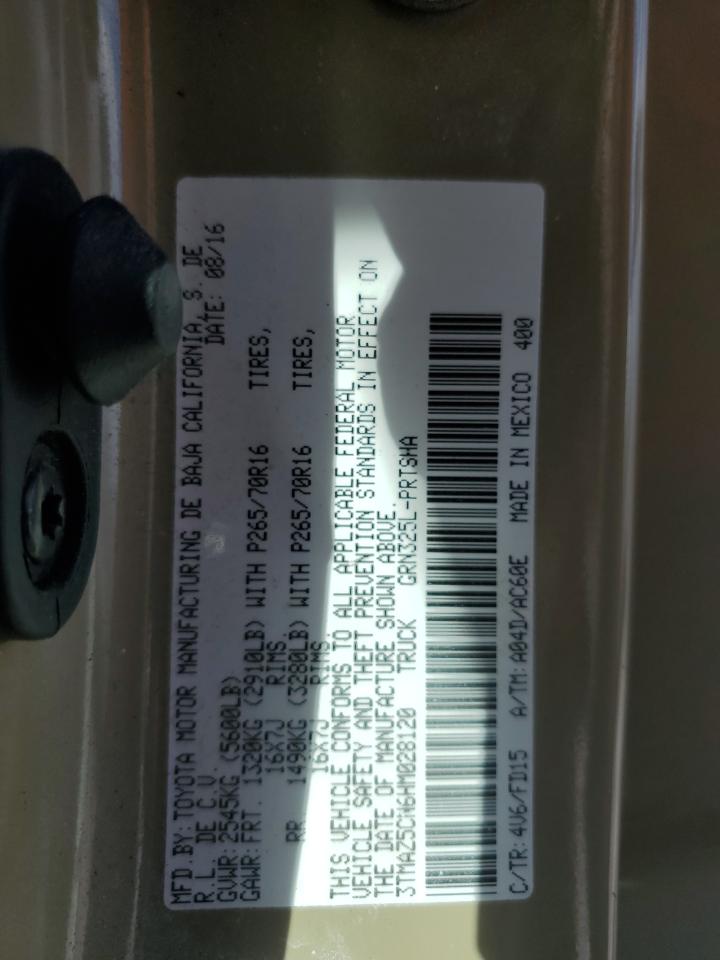 MFD.BY:TOYOTA MOTOR MANUFACTURING DE BAJA CALIFORNIA, S. DE
R.L. DE C.V. DATE: 08/16
GVWR: 2545KG (5600LB)
GAWR:FRT. 1320KG (2910LB) WITH P265/70R16 TIRES,
16X7J RIMS
RR. 1490KG (3280LB) WITH P265/70R16 TIRES,
16X7J RIMS.
THIS VEHICLE CONFORMS TO ALL APPLICABLE FEDERAL MOTOR
VEHICLE SAFETY AND THEFT PREVENTION STANDARDS IN EFFECT ON
THE DATE OF MANUFACTURE SHOWN ABOVE.
3TMAZ5CN6HM028120 TRUCK GRN325L-PRTSHA
C/TR:4V6/FD15 A/TM:A04D/AC60E MADE IN MEXICO 400